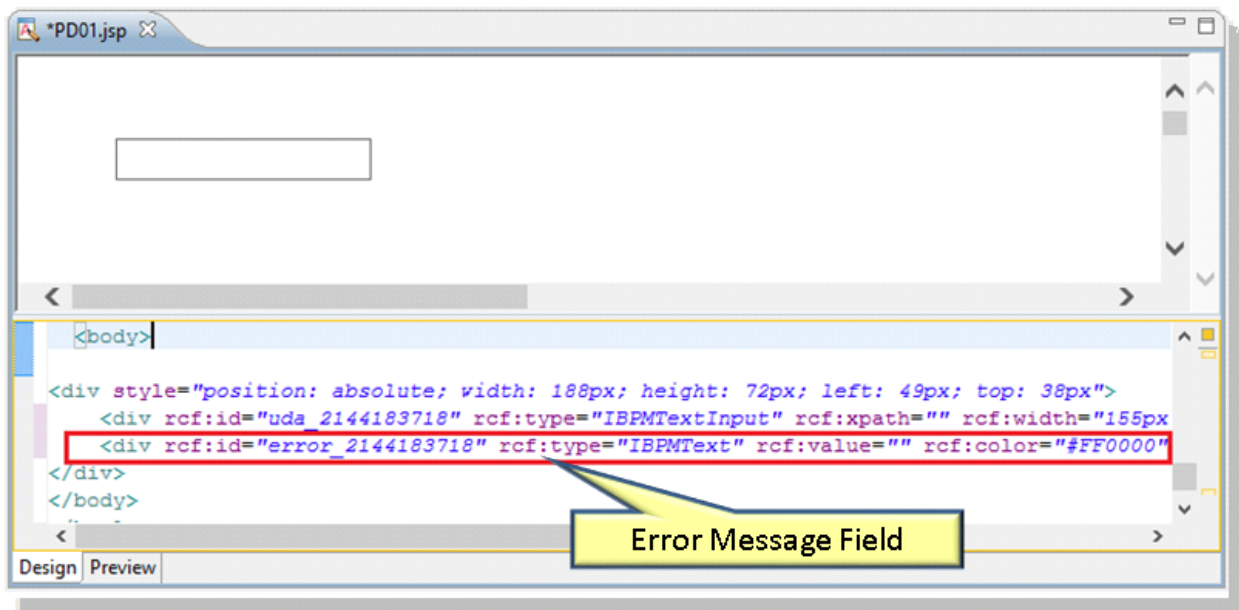 *PD01.jsp
<body>
<div style="position: absolute; width: 188px; height: 72px; left: 49px; top: 38px">
<div rcf:id="uda_2144183718" rcf:type="IBPMTextInput" rcf:xpath="" rcf:width="155px
<div rcf:id="error_2144183718" rcf:type="IBPMText" rcf:value="" rcf:color="#FF0000"
</div>
</body>
Error Message Field
Design Preview